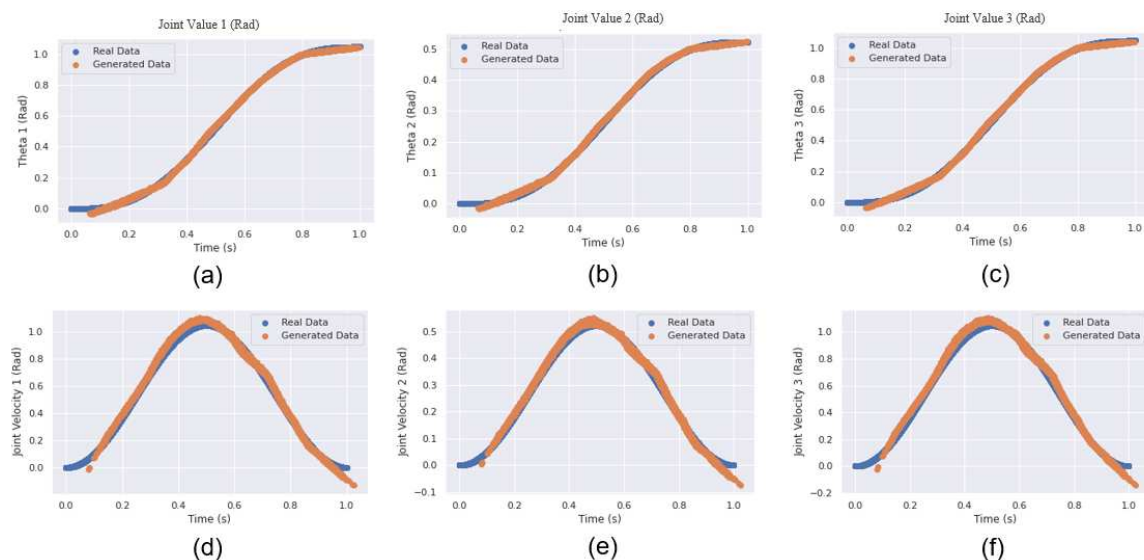 Joint Value 1 (Rad)
Real Data
Generated Data
Theta 1 (Rad)
1.0
0.8
0.6
0.4
0.2
0.0
0.0 0.2 0.4 0.6 0.8 1.0
Time (s)
(a)
Joint Value 2 (Rad)
Real Data
Generated Data
Theta 2 (Rad)
0.5
0.4
0.3
0.2
0.1
0.0
0.0 0.2 0.4 0.6 0.8 1.0
Time (s)
(b)
Joint Value 3 (Rad)
Real Data
Generated Data
Theta 3 (Rad)
1.0
0.8
0.6
0.4
0.2
0.0
0.0 0.2 0.4 0.6 0.8 1.0
Time (s)
(c)
Real Data
Generated Data
Joint Velocity 1 (Rad)
1.0
0.8
0.6
0.4
0.2
0.0
0.0 0.2 0.4 0.6 0.8 1.0
Time (s)
(d)
Real Data
Generated Data
Joint Velocity 2 (Rad)
0.5
0.4
0.3
0.2
0.1
0.0
−0.1
0.0 0.2 0.4 0.6 0.8 1.0
Time (s)
(e)
Real Data
Generated Data
Joint Velocity 3 (Rad)
1.0
0.8
0.6
0.4
0.2
0.0
−0.2
0.0 0.2 0.4 0.6 0.8 1.0
Time (s)
(f)